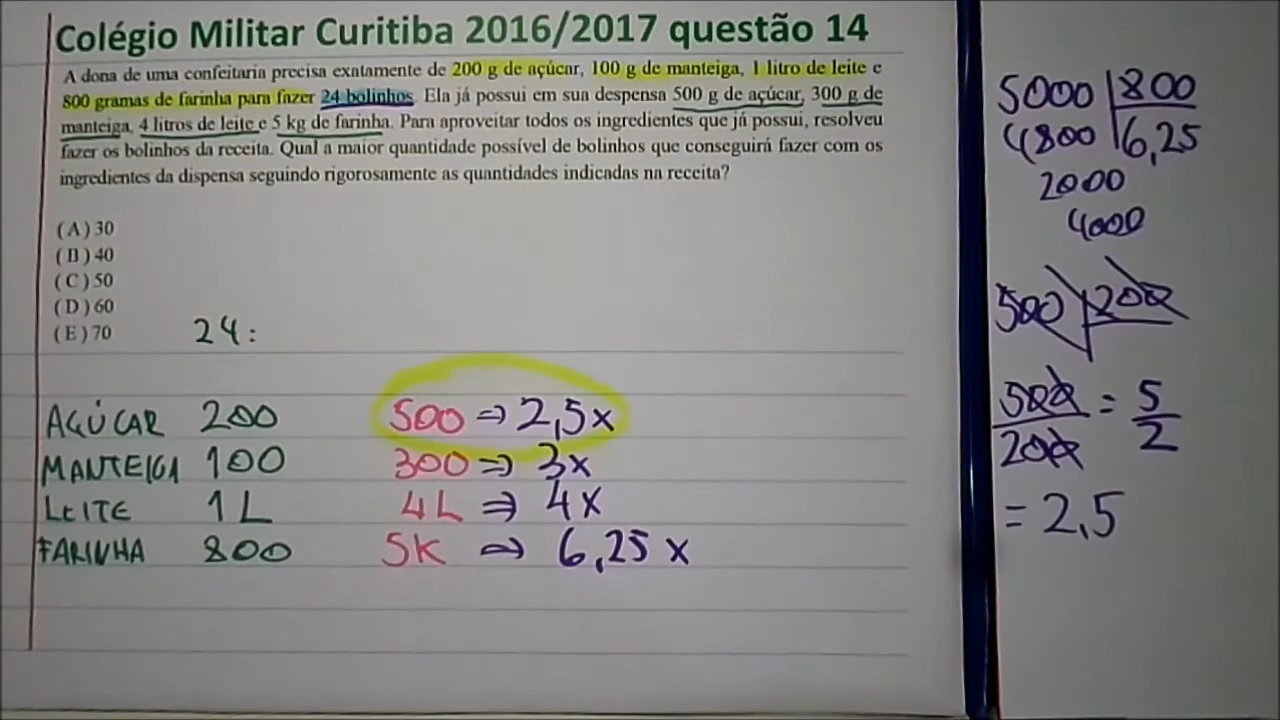 Colégio Militar Curitiba 2016/2017 questão 14
A dona de uma confeitaria precisa exatamente de 200 g de açúcar, 100 g de manteiga, 1 litro de leite e
800 gramas de farinha para fazer 24 bolinhos. Ela já possui em sua despensa 500 g de açúcar, 300 g de
manteiga, 4 litros de leite e 5 kg de farinha. Para aproveitar todos os ingredientes que já possui, resolveu
fazer os bolinhos da receita. Qual a maior quantidade possível de bolinhos que conseguirá fazer com os
ingredientes da dispensa seguindo rigorosamente as quantidades indicadas na receita?
(A) 30
(B) 40
(C) 50
(D) 60
(E) 70
24:
AÇÚCAR 200 500 ⇒ 2,5x
MANTEIGA 100 300 ⇒ 3x
LEITE 1L 4L ⇒ 4x
FARINHA 800 5K ⇒ 6,25x
5000 800
4800 6,25
2000
4000
500 200
500 = 5
200 2
= 2,5